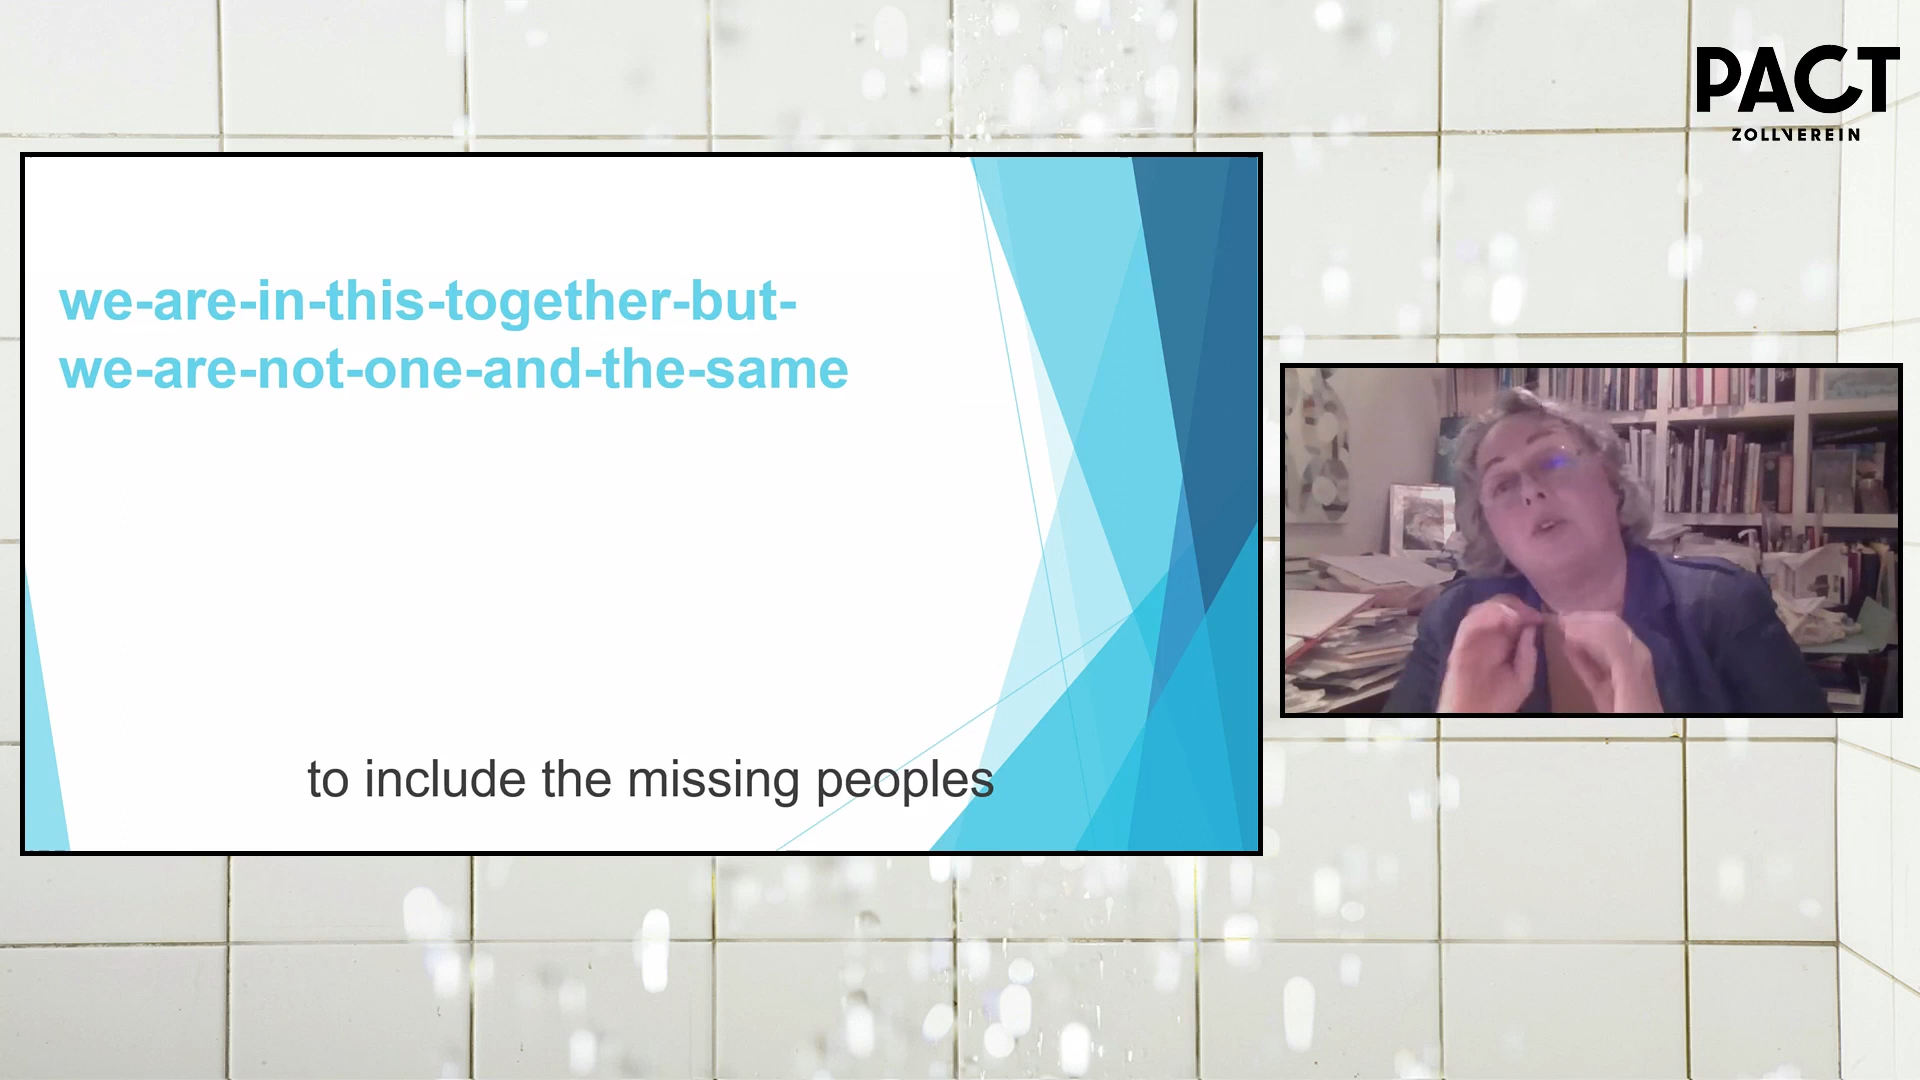 PACT
ZOLLVEREIN
we-are-in-this-together-but-
we-are-not-one-and-the-same
to include the missing peoples